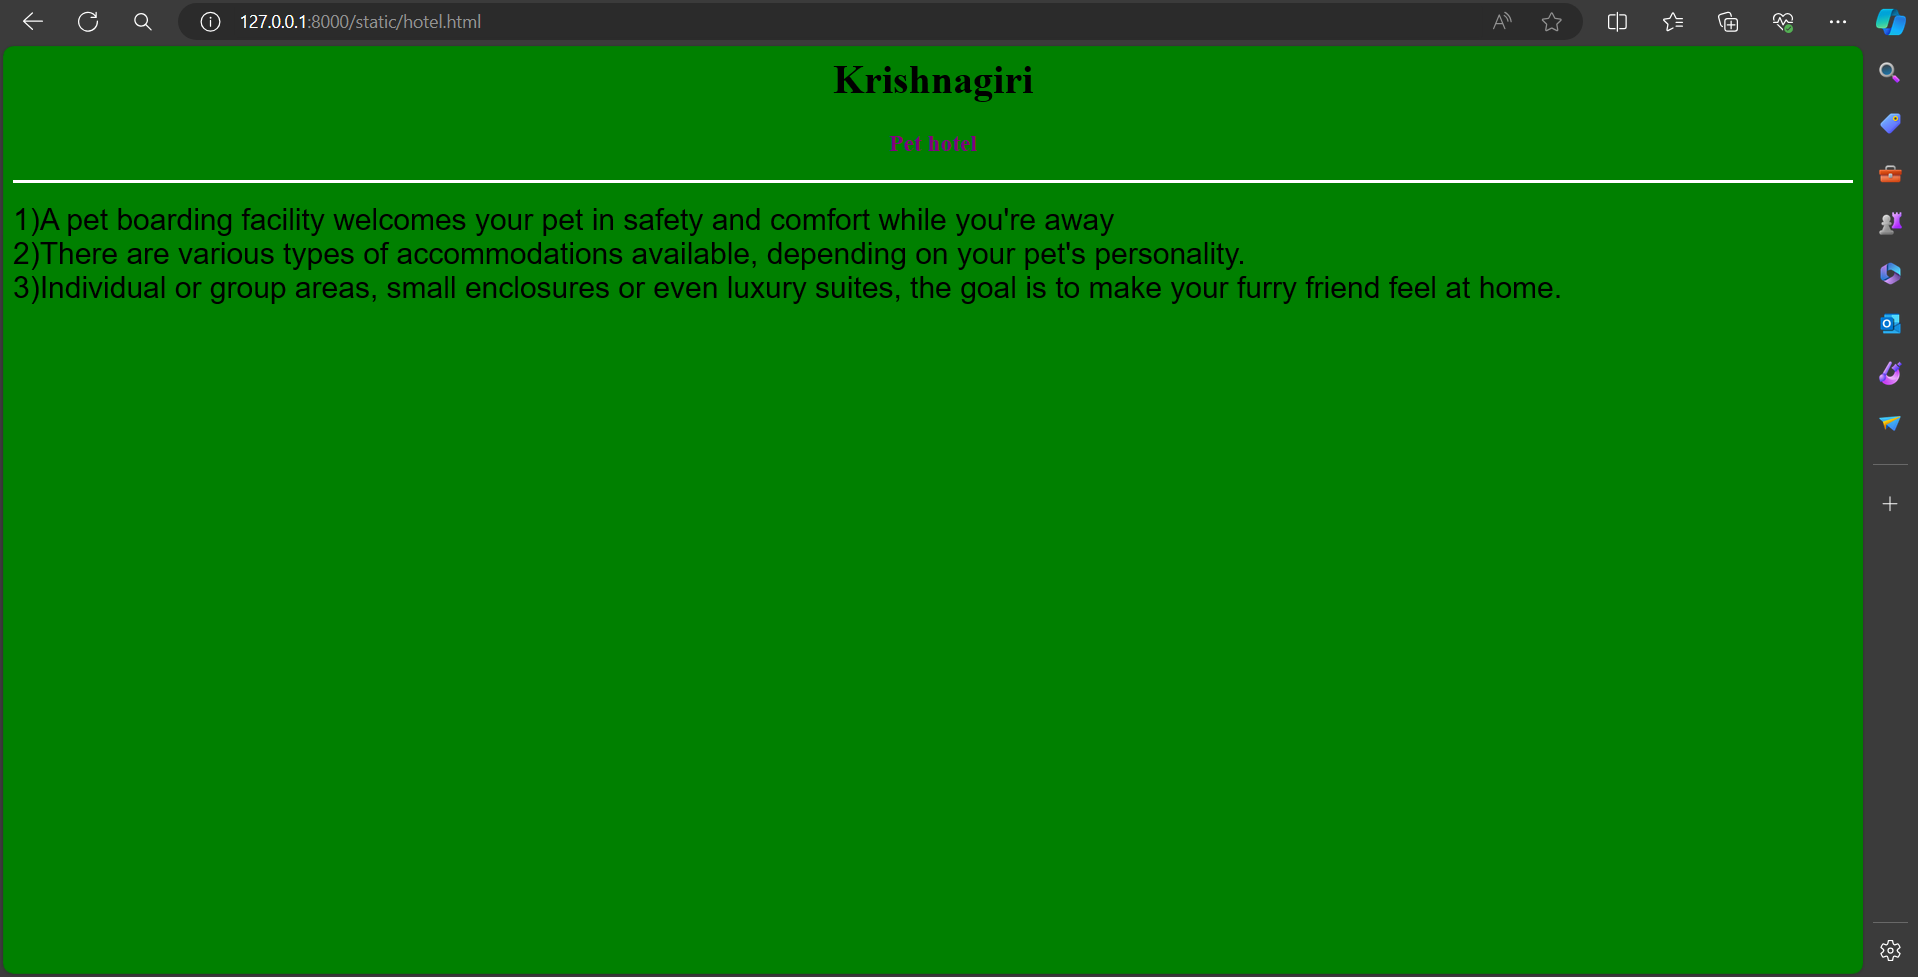 127.0.0.1:8000/static/hotel.html
Krishnagiri
Pet hotel
1)A pet boarding facility welcomes your pet in safety and comfort while you're away
2)There are various types of accommodations available, depending on your pet's personality.
3)Individual or group areas, small enclosures or even luxury suites, the goal is to make your furry friend feel at home.